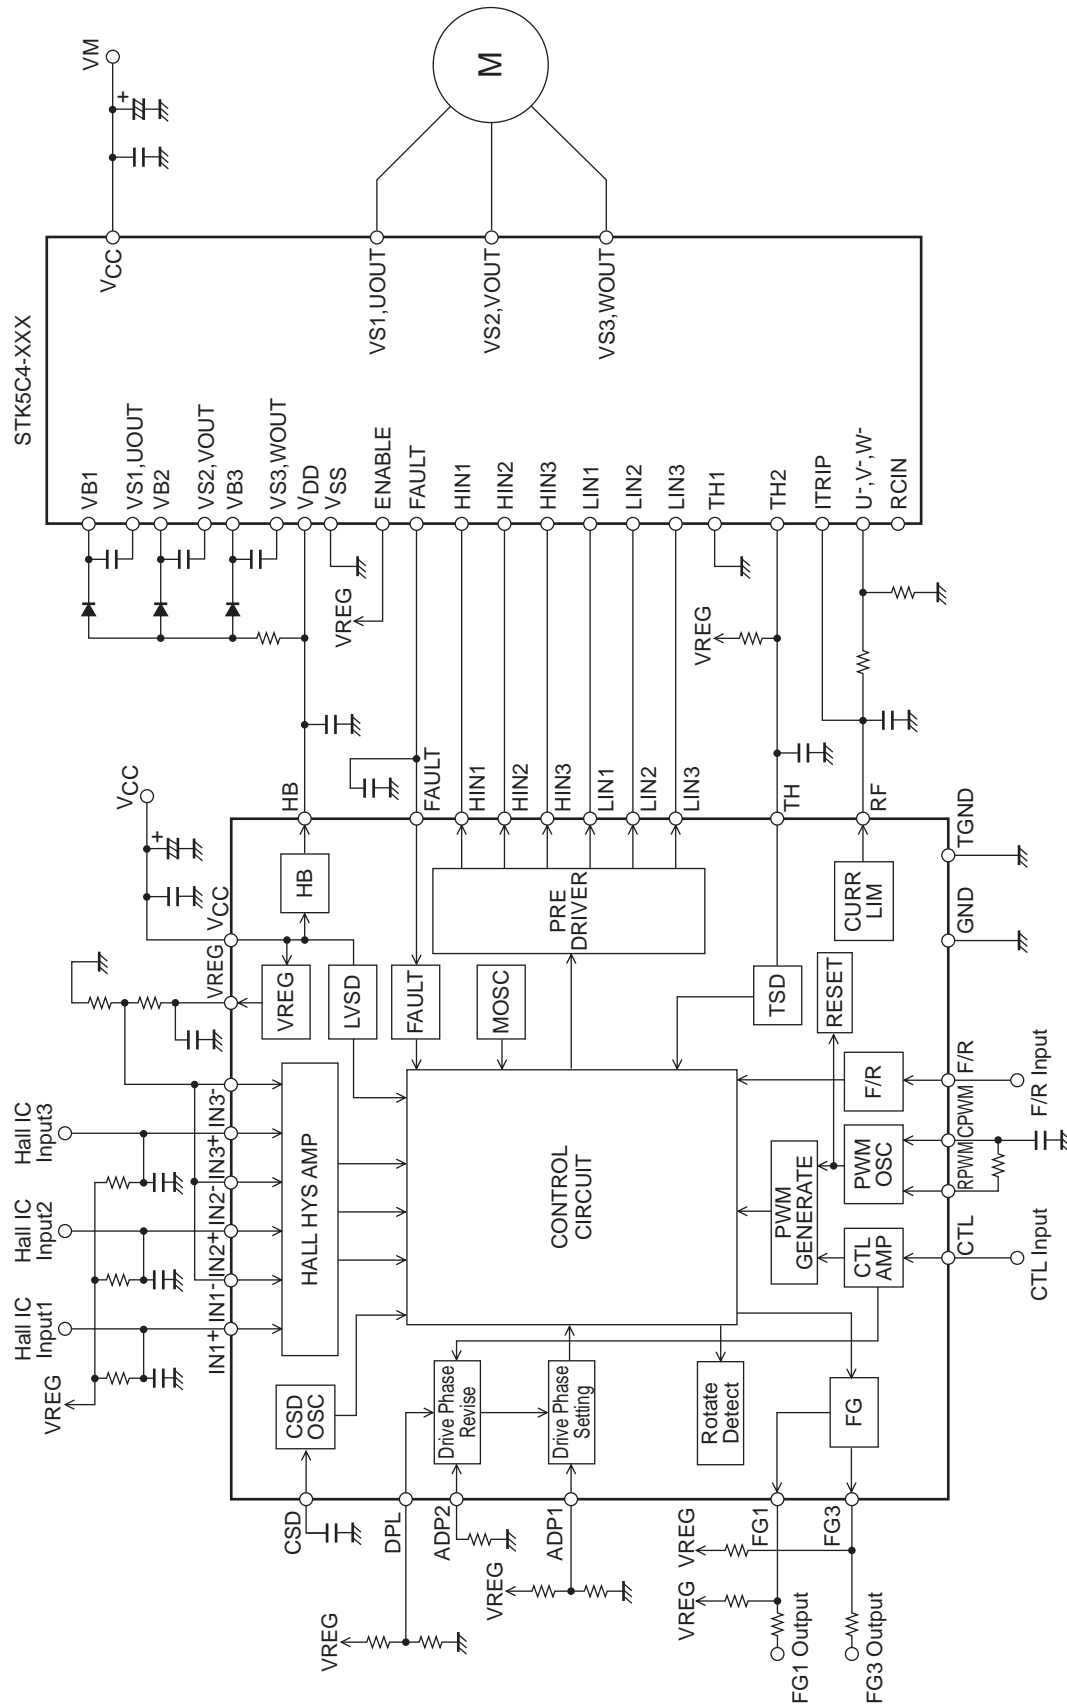 STK5C4-XXX
VB1
VS1,UOUT
VB2
VS2,VOUT
VB3
VS3,WOUT
VDD
VSS
ENABLE
FAULT
HIN1
HIN2
HIN3
LIN1
LIN2
LIN3
TH1
TH2
ITRIP
U-,V-,W-
RCIN
VCC
VM
+
VS1,UOUT
VS2,VOUT
VS3,WOUT
M
VREG
VREG
VCC
+
HB
FAULT
HIN1
HIN2
HIN3
LIN1
LIN2
LIN3
TH
RF
TGND
GND
VCC
VREG
HB
VREG
LVSD
FAULT
MOSC
PRE
DRIVER
CURR
LIM
TSD
RESET
Hall IC
Input1
Hall IC
Input2
Hall IC
Input3
VREG
IN1+
IN1-
IN2+
IN2-
IN3+
IN3-
HALL HYS AMP
CONTROL
CIRCUIT
PWM
GENERATE
F/R
PWM
OSC
CTL
AMP
F/R
CPWM
RPWM
CTL
F/R Input
CTL Input
CSD
OSC
Drive Phase
Revise
Drive Phase
Setting
Rotate
Detect
FG
CSD
DPL
ADP2
ADP1
FG1
FG3
VREG
VREG
VREG
VREG
FG1 Output
FG3 Output